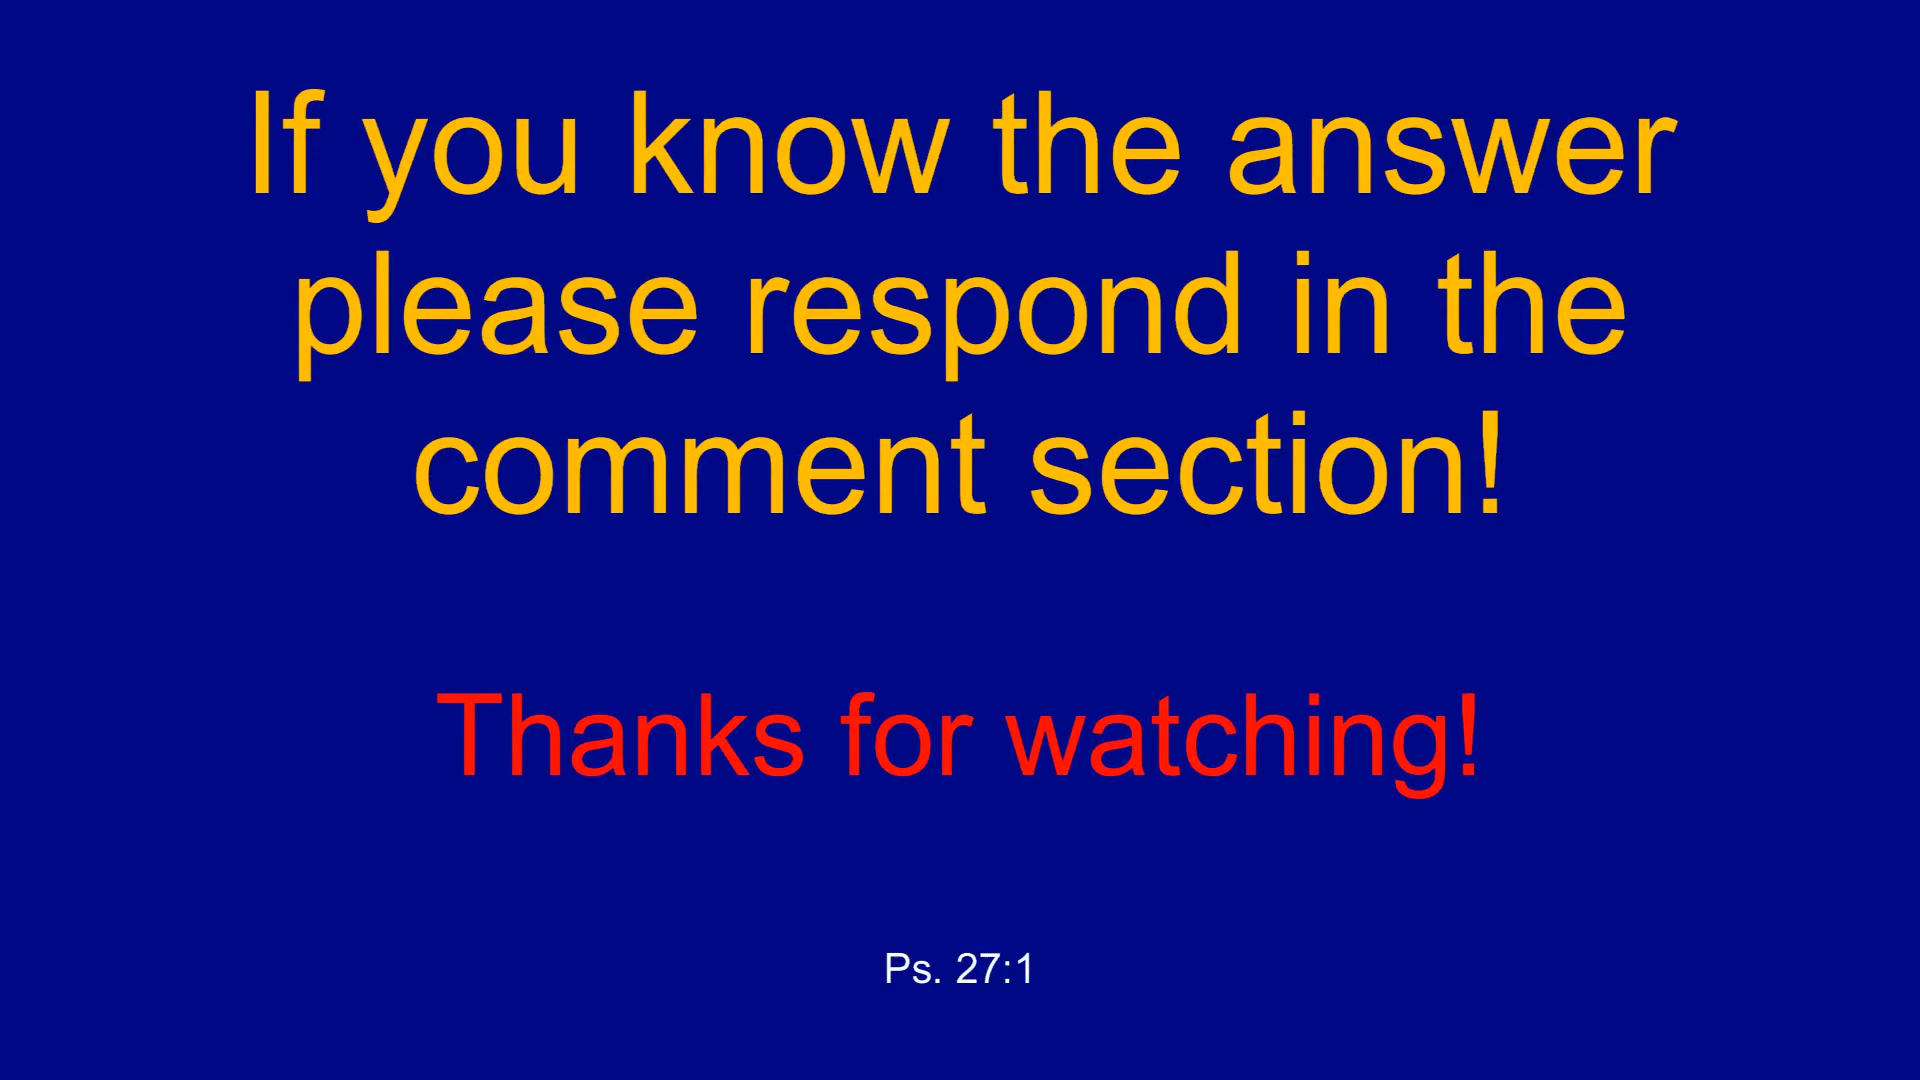 If you know the answer
please respond in the
comment section!
Thanks for watching!
Ps. 27:1